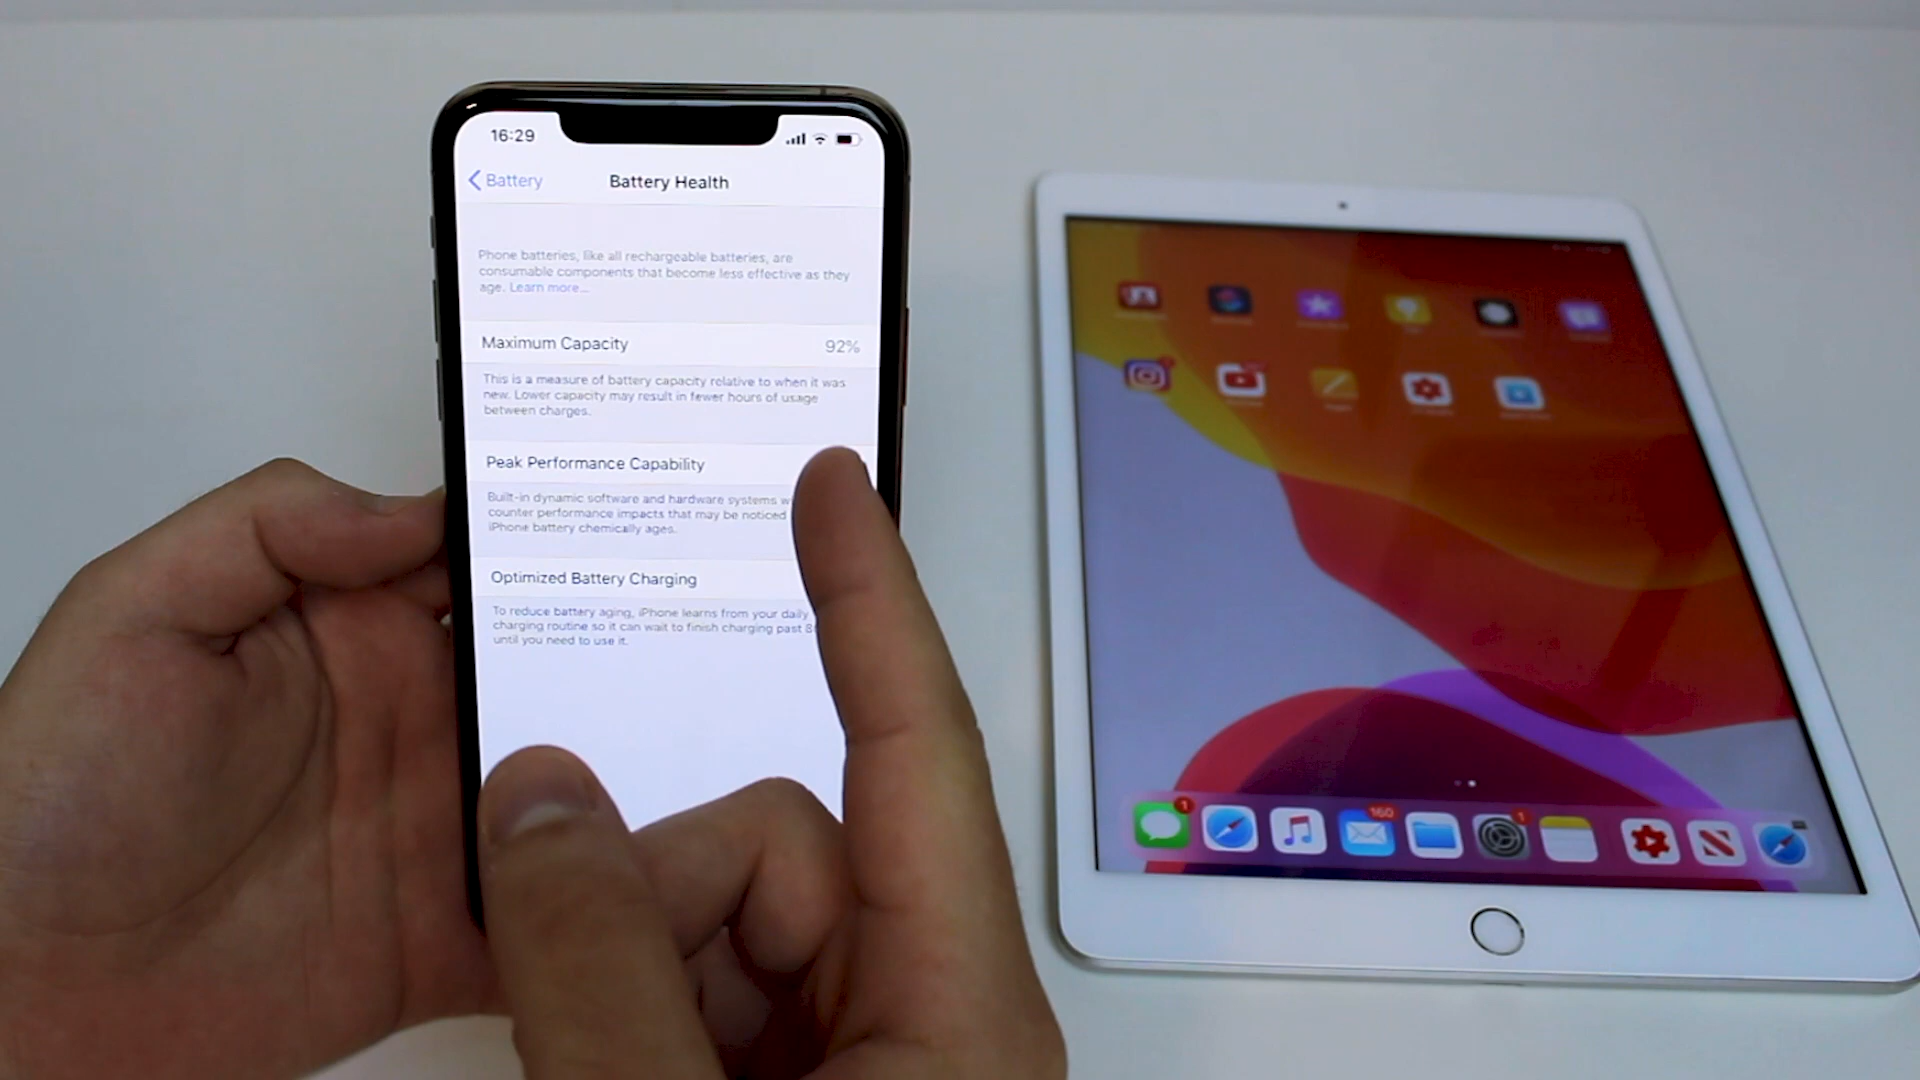 16:29
Battery
Battery Health
Phone batteries, like all rechargeable batteries, are
consumable components that become less effective as they
age. Learn more...
Maximum Capacity 92%
This is a measure of battery capacity relative to when it was
new. Lower capacity may result in fewer hours of usage
between charges.
Peak Performance Capability
Built-in dynamic software and hardware systems
counter performance impacts that may be noticed
iPhone battery chemically ages.
Optimized Battery Charging
To reduce battery aging, iPhone learns from your daily
charging routine so it can wait to finish charging past
until you need to use it.
1
160
1